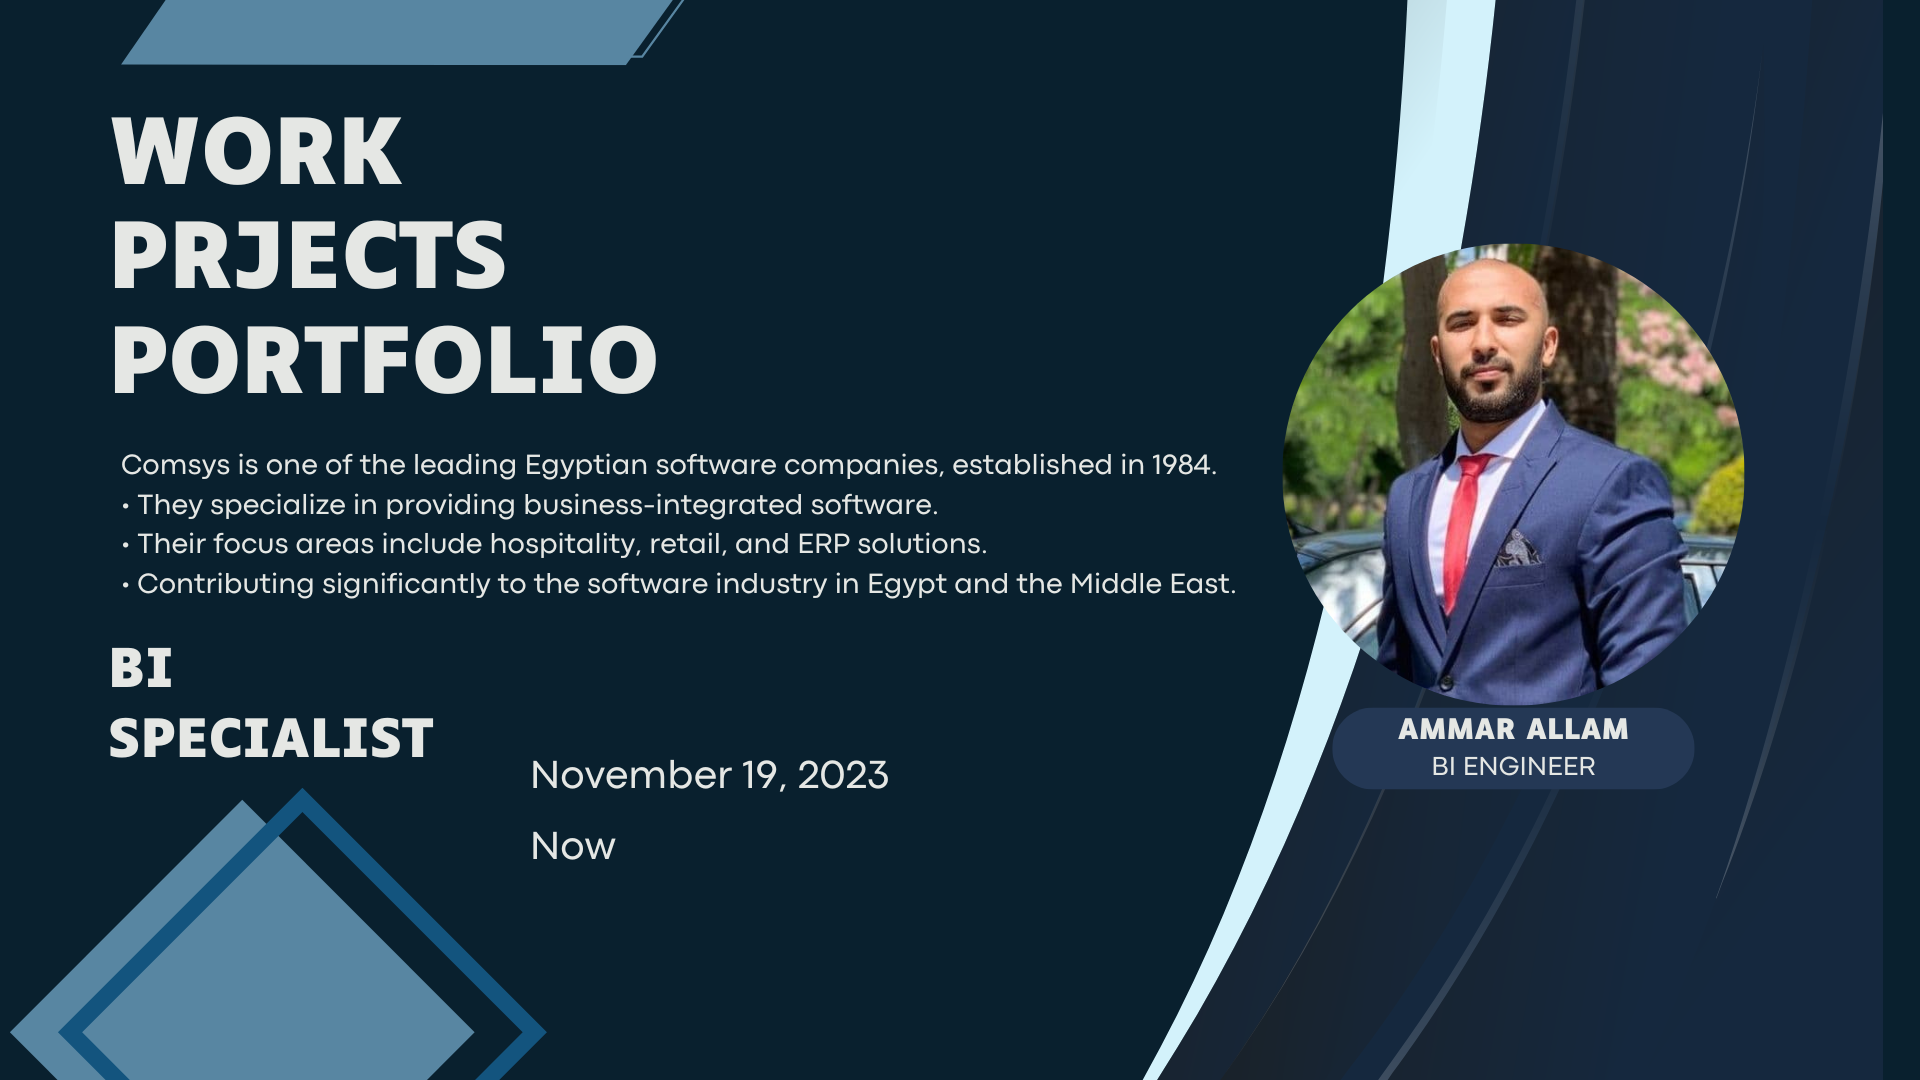 WORK
PRJECTS
PORTFOLIO
Comsys is one of the leading Egyptian software companies, established in 1984.
• They specialize in providing business-integrated software.
• Their focus areas include hospitality, retail, and ERP solutions.
• Contributing significantly to the software industry in Egypt and the Middle East.
BI
SPECIALIST
November 19, 2023
Now
AMMAR ALLAM
BI ENGINEER